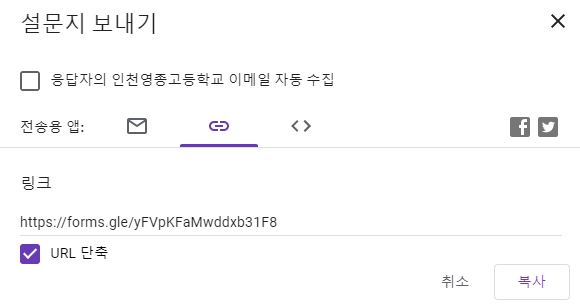 설문지 보내기
응답자의 인천영종고등학교 이메일 자동 수집
전송용 앱:
링크
https://forms.gle/yFVpKFaMwddxb31F8
URL 단축
취소 복사